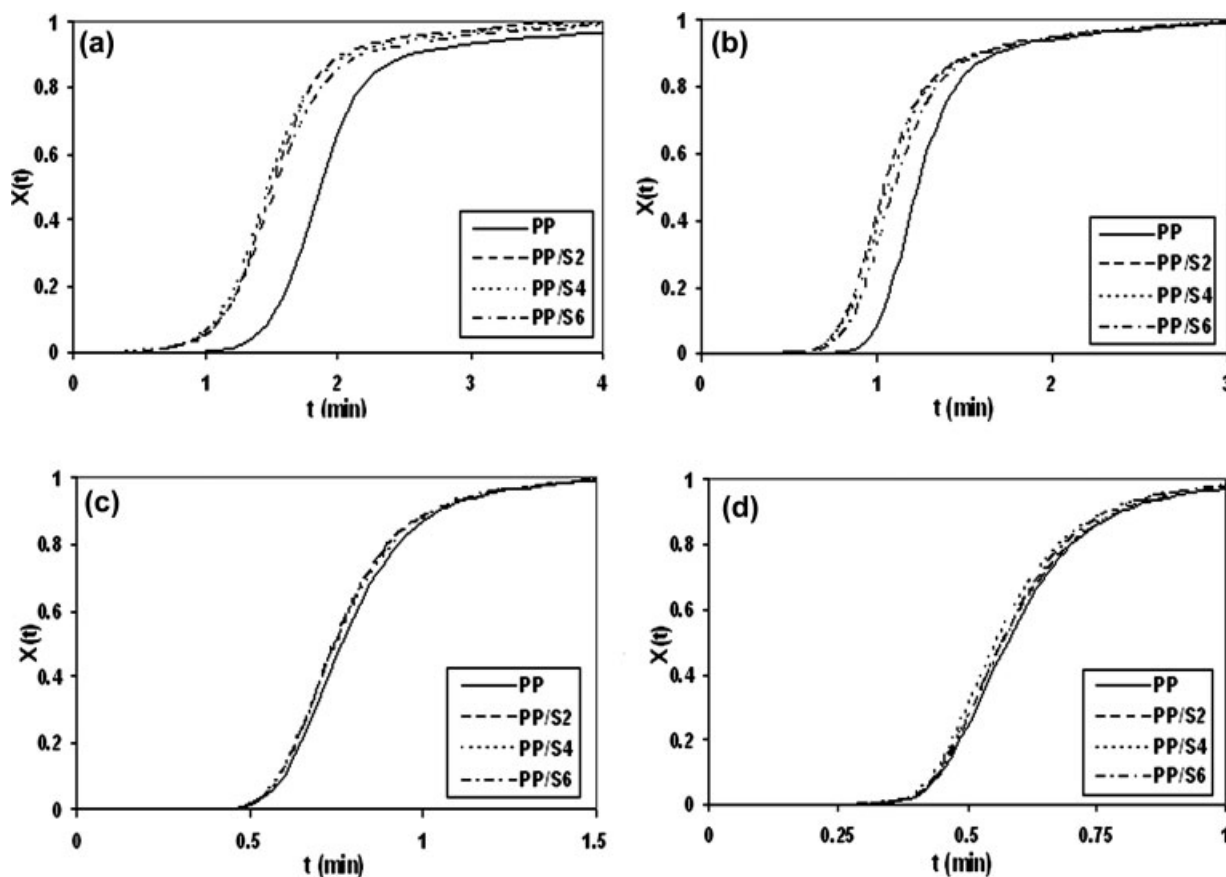 (a)
X(t)
1
0.8
0.6
0.4
0.2
0
0 1 2 3 4
t (min)
PP
PP/S2
PP/S4
PP/S6
(b)
X(t)
1
0.8
0.6
0.4
0.2
0
0 1 2 3
t (min)
PP
PP/S2
PP/S4
PP/S6
(c)
X(t)
1
0.8
0.6
0.4
0.2
0
0 0.5 1 1.5
t (min)
PP
PP/S2
PP/S4
PP/S6
(d)
X(t)
1
0.8
0.6
0.4
0.2
0
0 0.25 0.5 0.75 1
t (min)
PP
PP/S2
PP/S4
PP/S6